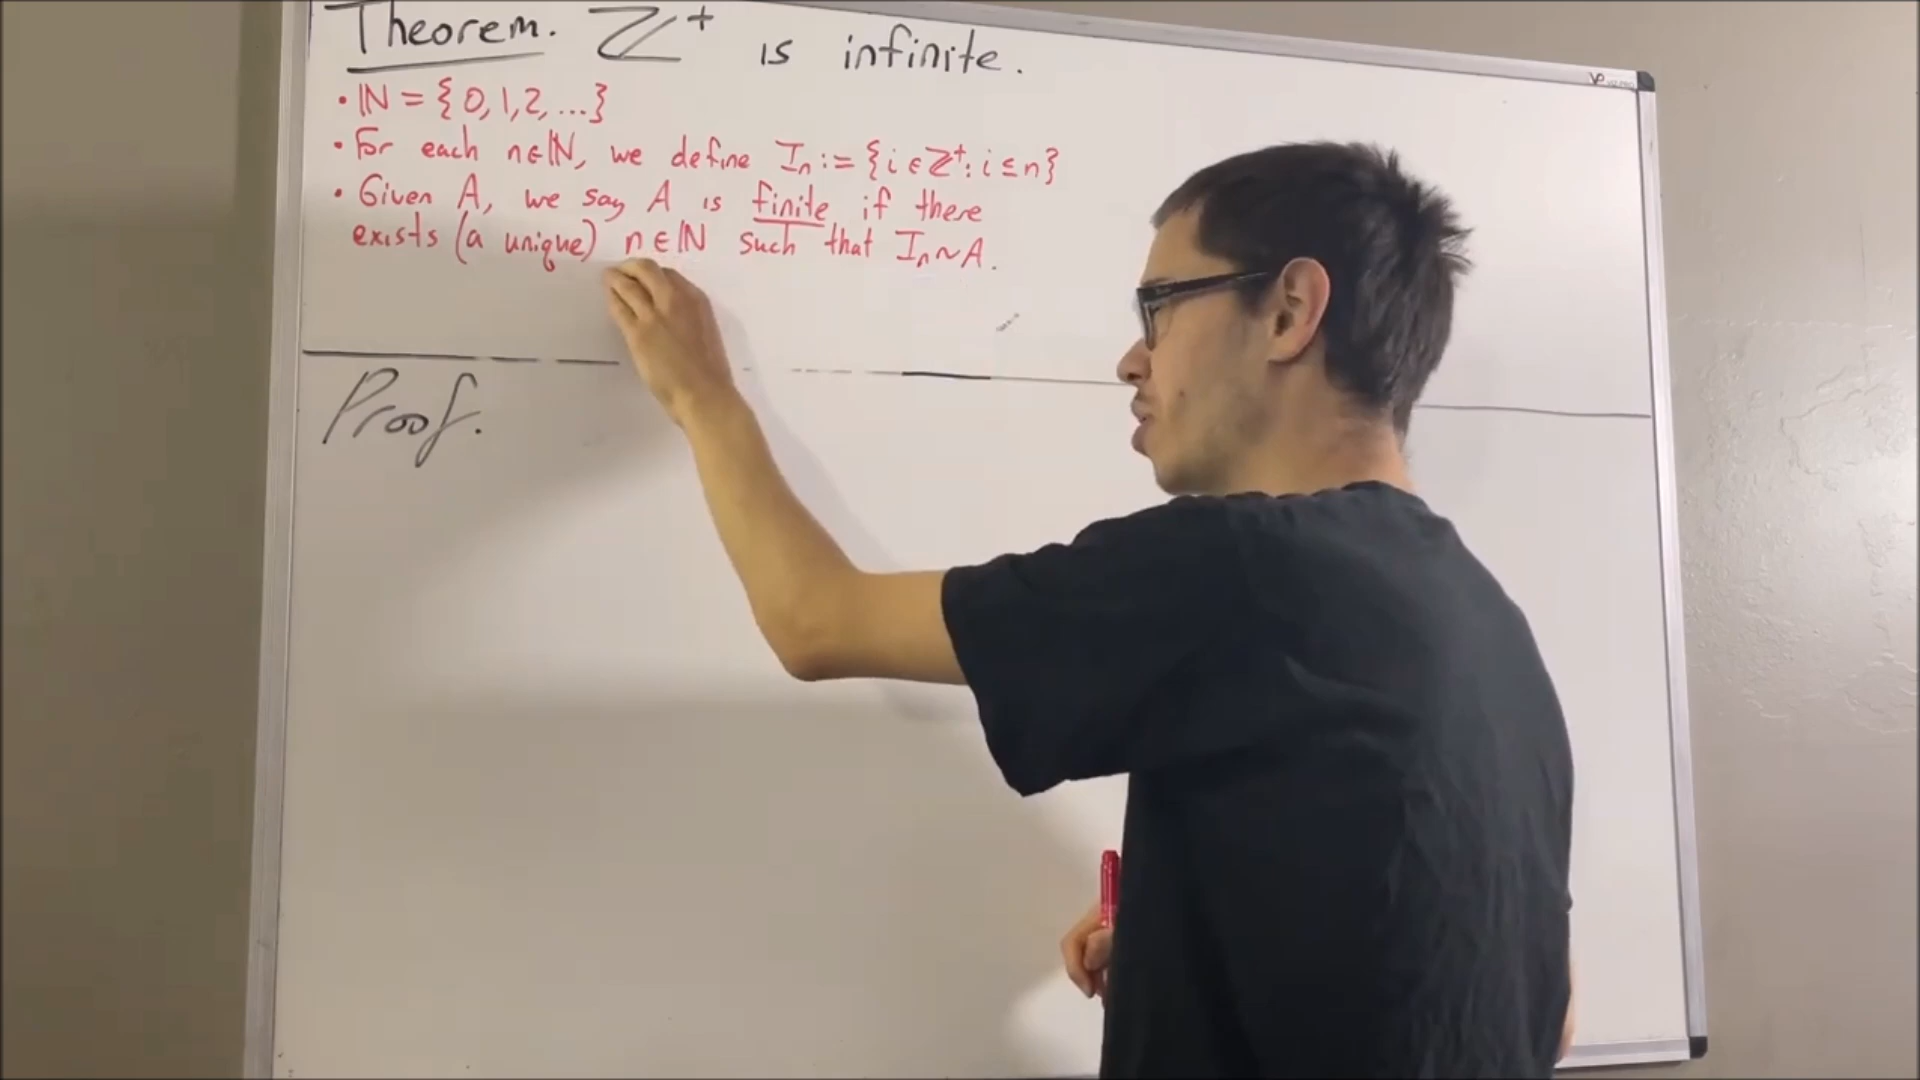 Theorem. ℤ⁺ is infinite.
• ℕ = {0, 1, 2, ...}
• For each n∈ℕ, we define Iₙ := {i ∈ ℤ⁺: i ≤ n}
• Given A, we say A is finite if there
exists (a unique) n ∈ ℕ such that Iₙ ~ A.
Proof.